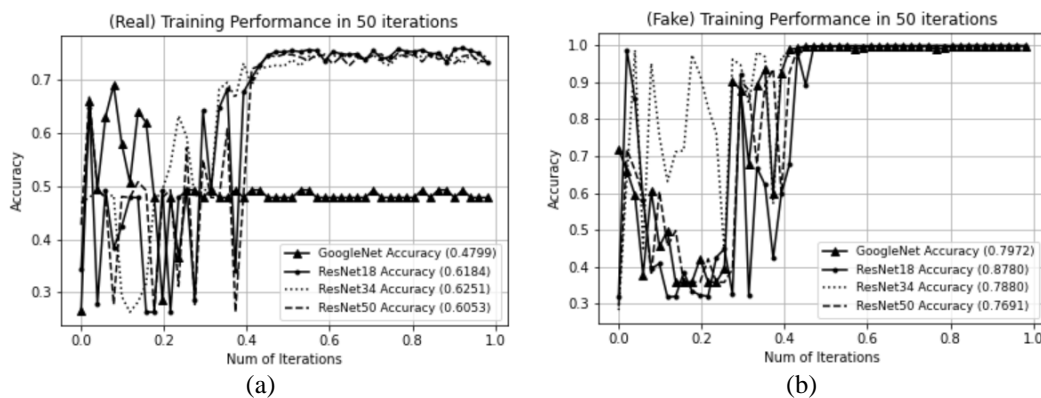 (Real) Training Performance in 50 iterations
Accuracy
0.7
0.6
0.5
0.4
0.3
GoogleNet Accuracy (0.4799)
ResNet18 Accuracy (0.6184)
ResNet34 Accuracy (0.6251)
ResNet50 Accuracy (0.6053)
0.0 0.2 0.4 0.6 0.8 1.0
Num of Iterations
(a)
(Fake) Training Performance in 50 iterations
Accuracy
1.0
0.9
0.8
0.7
0.6
0.5
0.4
0.3
GoogleNet Accuracy (0.7972)
ResNet18 Accuracy (0.8780)
ResNet34 Accuracy (0.7880)
ResNet50 Accuracy (0.7691)
0.0 0.2 0.4 0.6 0.8 1.0
Num of Iterations
(b)